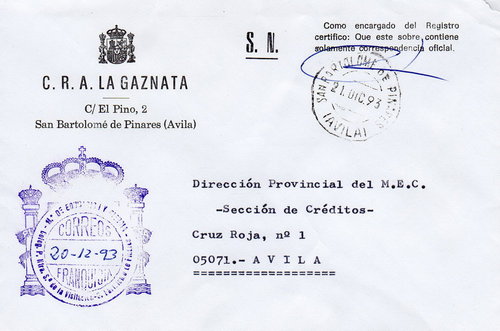 S. N.
Como encargado del Registro
certifico: Que este sobre contiene
solamente correspondencia oficial.
C. R. A. LA GAZNATA
C/ El Pino, 2
San Bartolomé de Pinares (Avila)
SAN BARTOLOME DE PINARES
21.DIC.93
(AVILA)
CORREOS
20-12-93
FRANQUICIA
Dirección Provincial del M.E.C.
-Sección de Créditos-
Cruz Roja, nº 1
05071.- AVILA